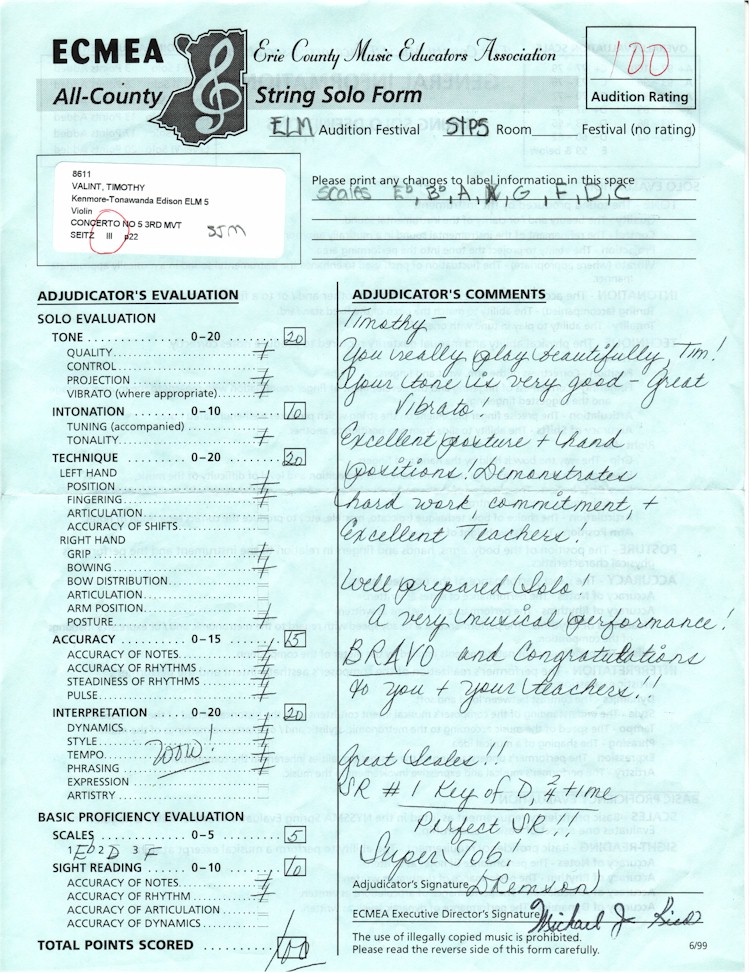 ECMEA Erie County Music Educators Association
All-County String Solo Form
100
Audition Rating
ELM Audition Festival STPS Room______ Festival (no rating)
8611
VALINT, TIMOTHY
Kenmore-Tonawanda Edison ELM 5
Violin
CONCERTO NO 5 3RD MVT
SEITZ III p22
SJM
Please print any changes to label information in this space
Scales Eb, Bb, A, G, F, D, C
ADJUDICATOR'S EVALUATION
SOLO EVALUATION
TONE 0-20 20
QUALITY +
CONTROL
PROJECTION +
VIBRATO (where appropriate) +
INTONATION 0-10 10
TUNING (accompanied)
TONALITY +
TECHNIQUE 0-20 20
LEFT HAND
POSITION +
FINGERING +
ARTICULATION
ACCURACY OF SHIFTS
RIGHT HAND
GRIP +
BOWING +
BOW DISTRIBUTION
ARTICULATION
ARM POSITION
POSTURE +
ACCURACY 0-15 15
ACCURACY OF NOTES +
ACCURACY OF RHYTHMS +
STEADINESS OF RHYTHMS +
PULSE +
INTERPRETATION 0-20 20
DYNAMICS +
STYLE +
TEMPO +
wow!
PHRASING +
EXPRESSION
ARTISTRY
BASIC PROFICIENCY EVALUATION
SCALES 0-5 5
1 Eb 2 D 3 F
SIGHT READING 0-10 10
ACCURACY OF NOTES +
ACCURACY OF RHYTHM +
ACCURACY OF ARTICULATION
ACCURACY OF DYNAMICS
TOTAL POINTS SCORED 100
ADJUDICATOR'S COMMENTS
Timothy –
You really play beautifully, Tim!
Your tone is very good – Great
Vibrato!
Excellent posture + hand
positions! Demonstrates
hard work, commitment, +
Excellent Teachers!
Well prepared Solo!
A very musical performance!
BRAVO and Congratulations
to you + your teachers!!
Great Scales!!
SR # 1 Key of D, 2/4 time
Perfect SR!!
Super Job!
Adjudicator's Signature D Remson
ECMEA Executive Director's Signature Michael J.
The use of illegally copied music is prohibited.
Please read the reverse side of this form carefully.
6/99